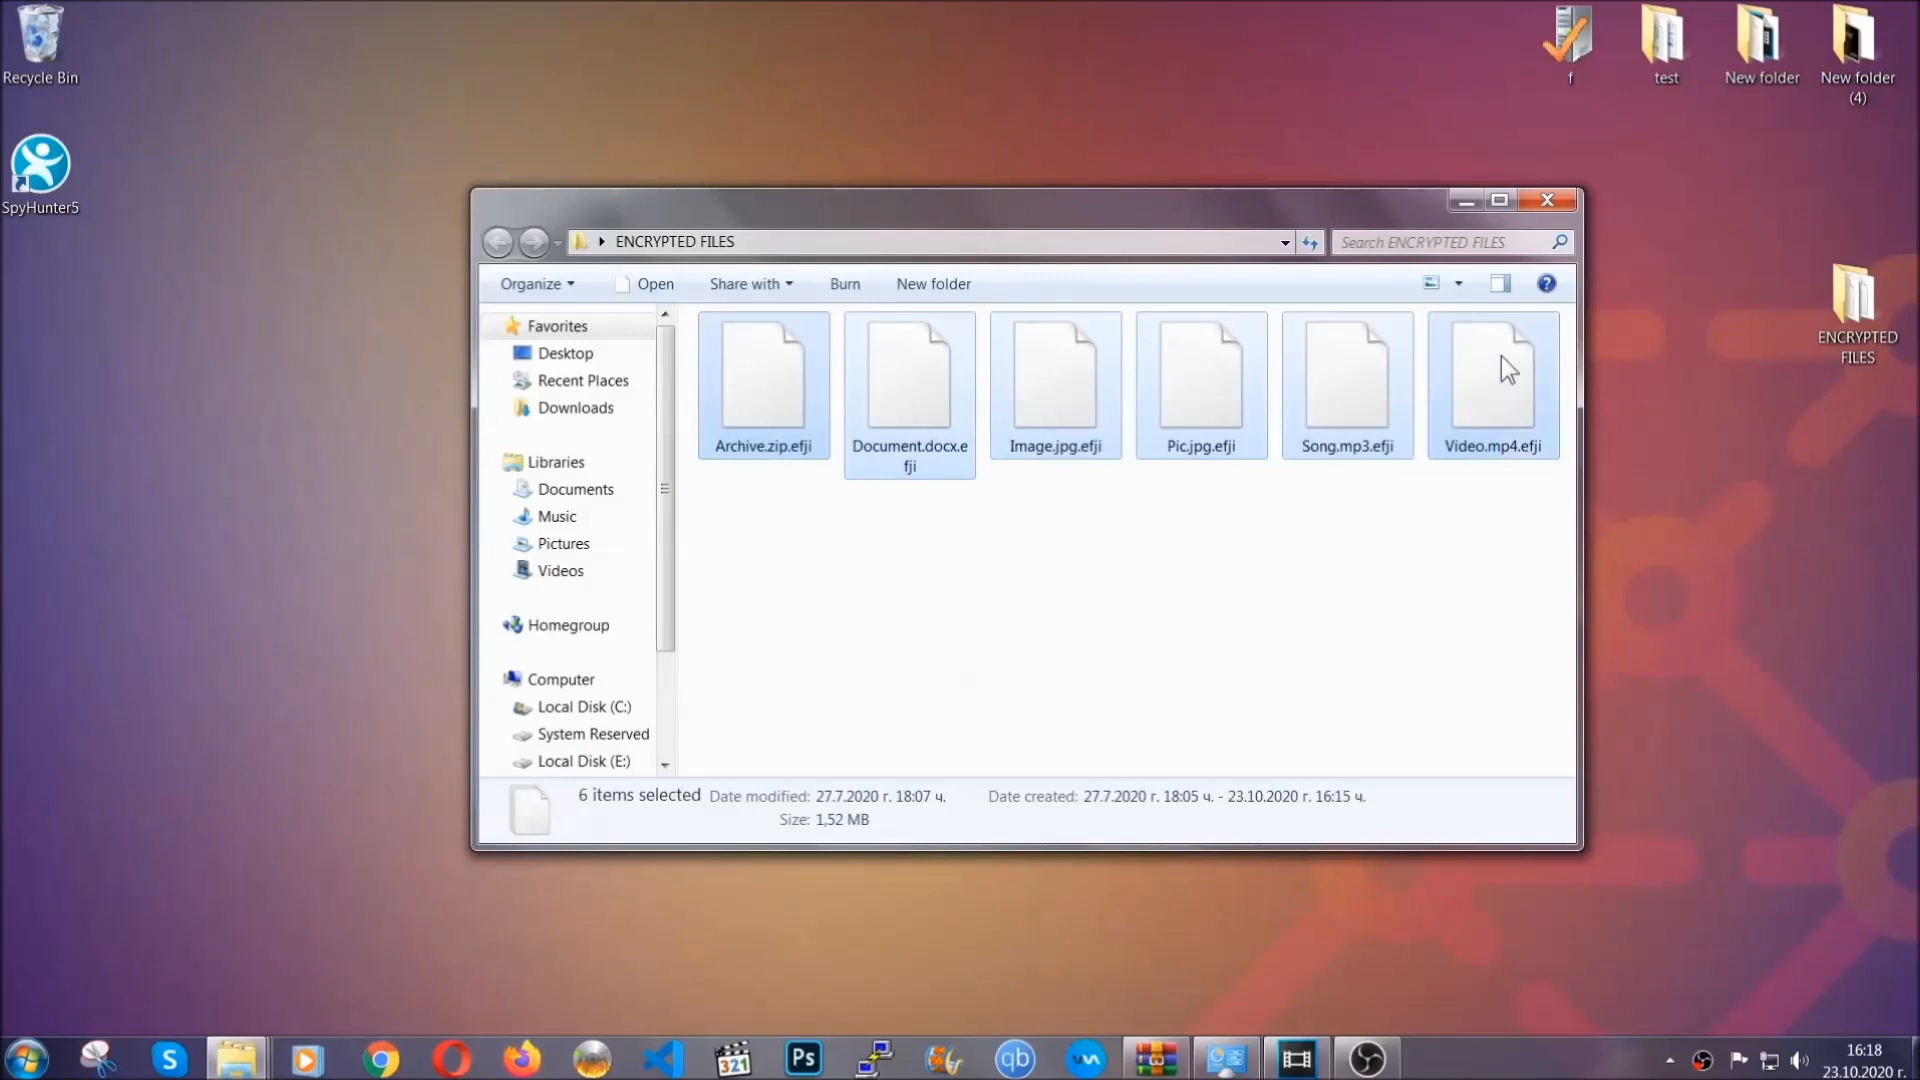 Recycle Bin
SpyHunter5
f
test
New folder
New folder
(4)
ENCRYPTED
FILES
ENCRYPTED FILES
Search ENCRYPTED FILES
Organize
Open
Share with
Burn
New folder
Favorites
Desktop
Recent Places
Downloads
Libraries
Documents
Music
Pictures
Videos
Homegroup
Computer
Local Disk (C:)
System Reserved
Local Disk (E:)
Archive.zip.efji
Document.docx.e
fji
Image.jpg.efji
Pic.jpg.efji
Song.mp3.efji
Video.mp4.efji
6 items selected Date modified: 27.7.2020 г. 18:07 ч. Date created: 27.7.2020 г. 18:05 ч. - 23.10.2020 г. 16:15 ч.
Size: 1,52 MB
S
321
Ps
qb
16:18
23.10.2020 г.